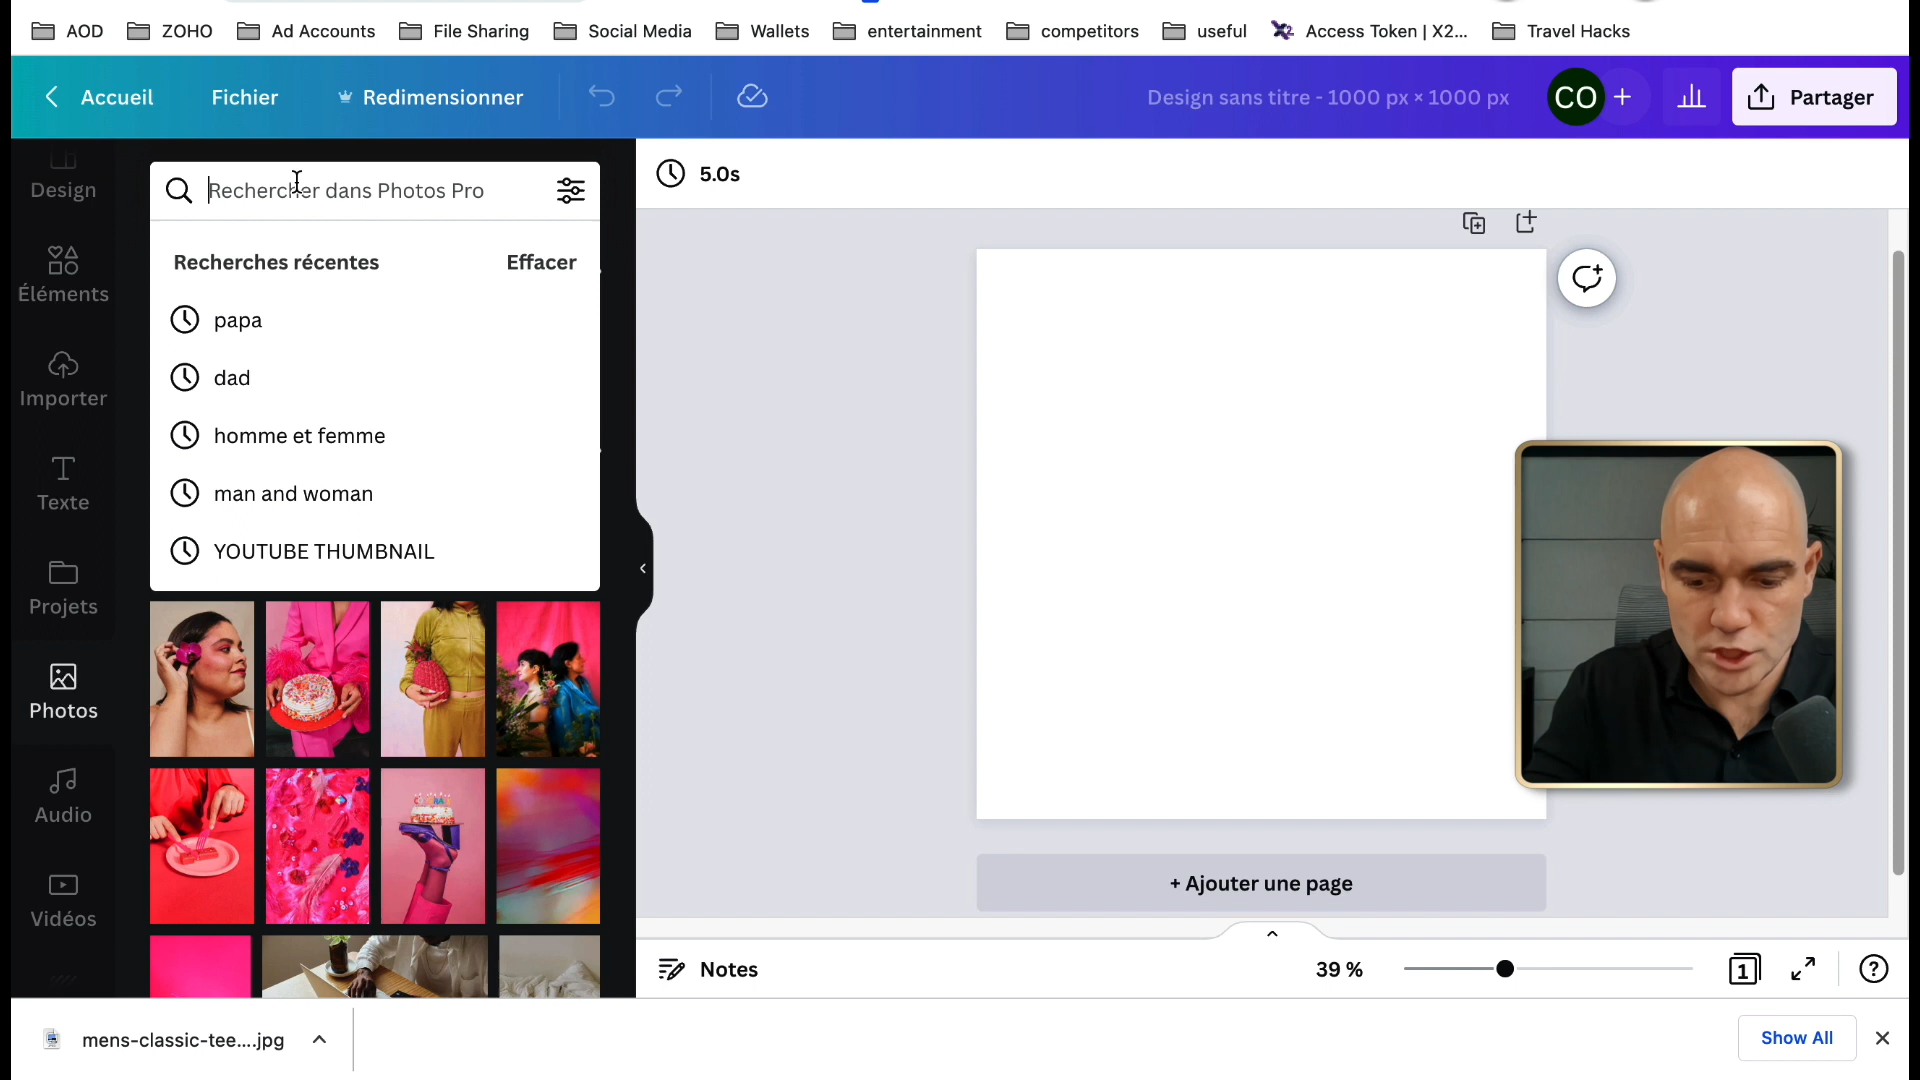 AOD
ZOHO
Ad Accounts
File Sharing
Social Media
Wallets
entertainment
competitors
useful
Access Token | X2...
Travel Hacks
Accueil
Fichier
Redimensionner
Design sans titre - 1000 px × 1000 px
CO
+
Partager
Design
Éléments
Importer
Texte
Projets
Photos
Audio
Vidéos
Rechercher dans Photos Pro
Recherches récentes
Effacer
papa
dad
homme et femme
man and woman
YOUTUBE THUMBNAIL
5.0s
+ Ajouter une page
Notes
39 %
1
?
mens-classic-tee....jpg
Show All